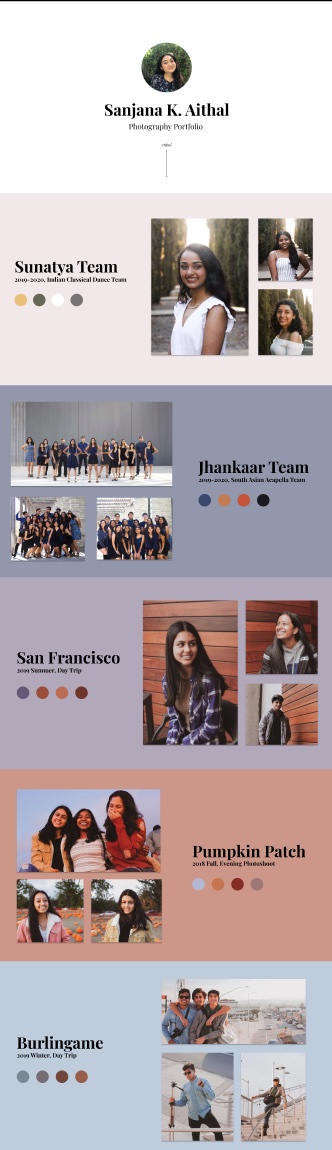 Sanjana K. Aithal
Photography Portfolio
Sunatya Team
2019-2020, Indian Classical Dance Team
Jhankaar Team
2019-2020, South Asian Acapella Team
San Francisco
2019 Summer, Day Trip
Pumpkin Patch
2018 Fall, Evening Photoshoot
Burlingame
2019 Winter, Day Trip